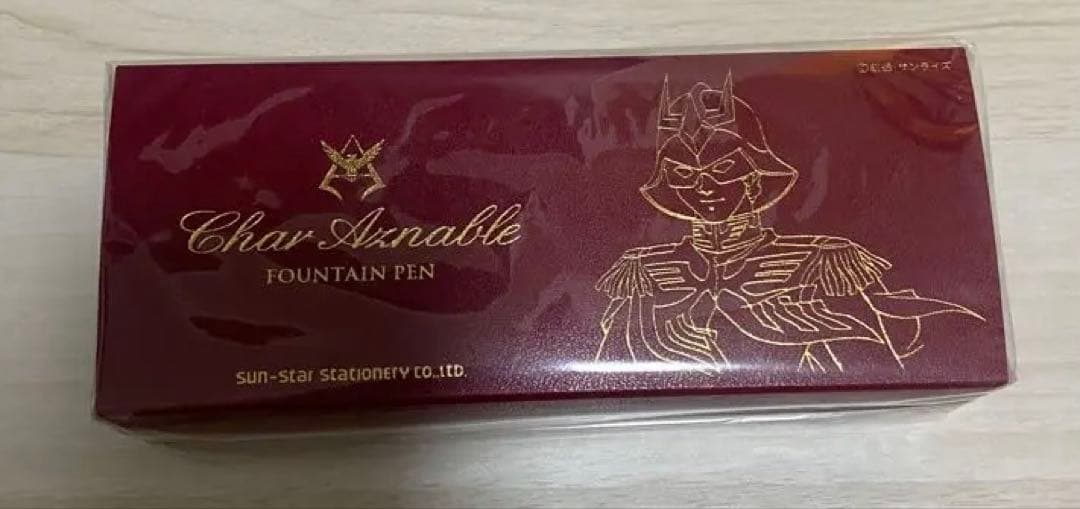 ©創通・サンライズ
Char Aznable
FOUNTAIN PEN
sun-star stationery co.,ltd.